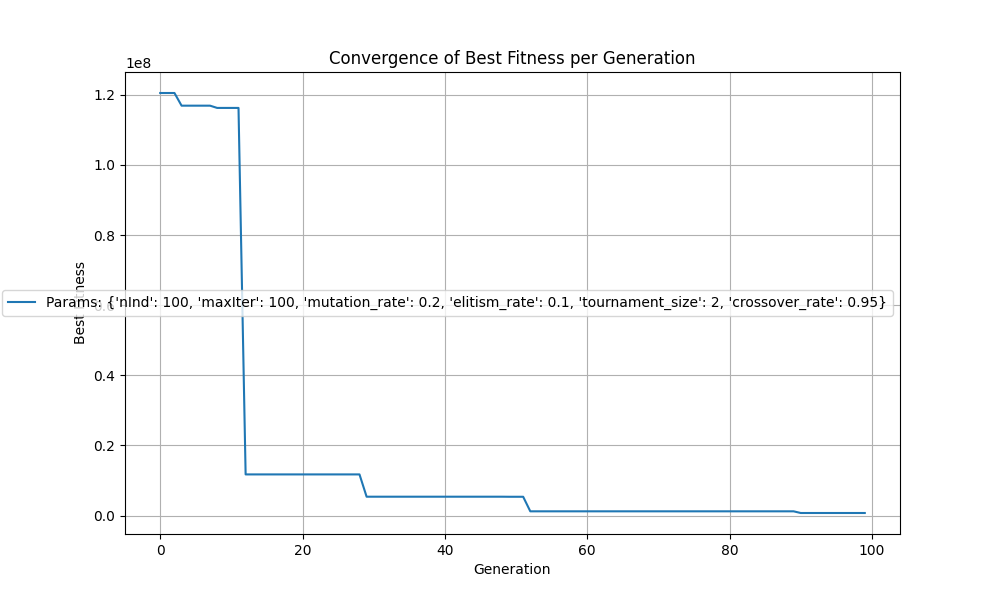 Convergence of Best Fitness per Generation
1e8
1.2
1.0
0.8
Params: {'nInd': 100, 'maxIter': 100, 'mutation_rate': 0.2, 'elitism_rate': 0.1, 'tournament_size': 2, 'crossover_rate': 0.95}
0.4
0.2
0.0
Best
0 20 40 60 80 100
Generation